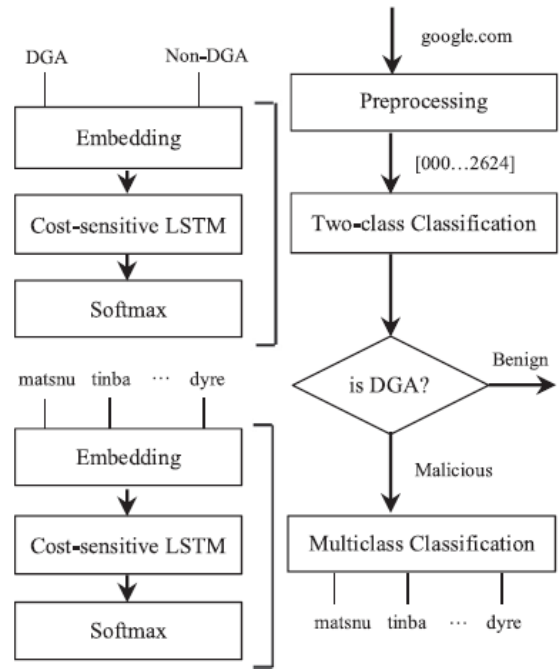 DGA
Non-DGA
Embedding
Cost-sensitive LSTM
Softmax
matsnu tinba ··· dyre
Embedding
Cost-sensitive LSTM
Softmax
google.com
Preprocessing
[000…2624]
Two-class Classification
is DGA?
Benign
Malicious
Multiclass Classification
matsnu tinba ··· dyre